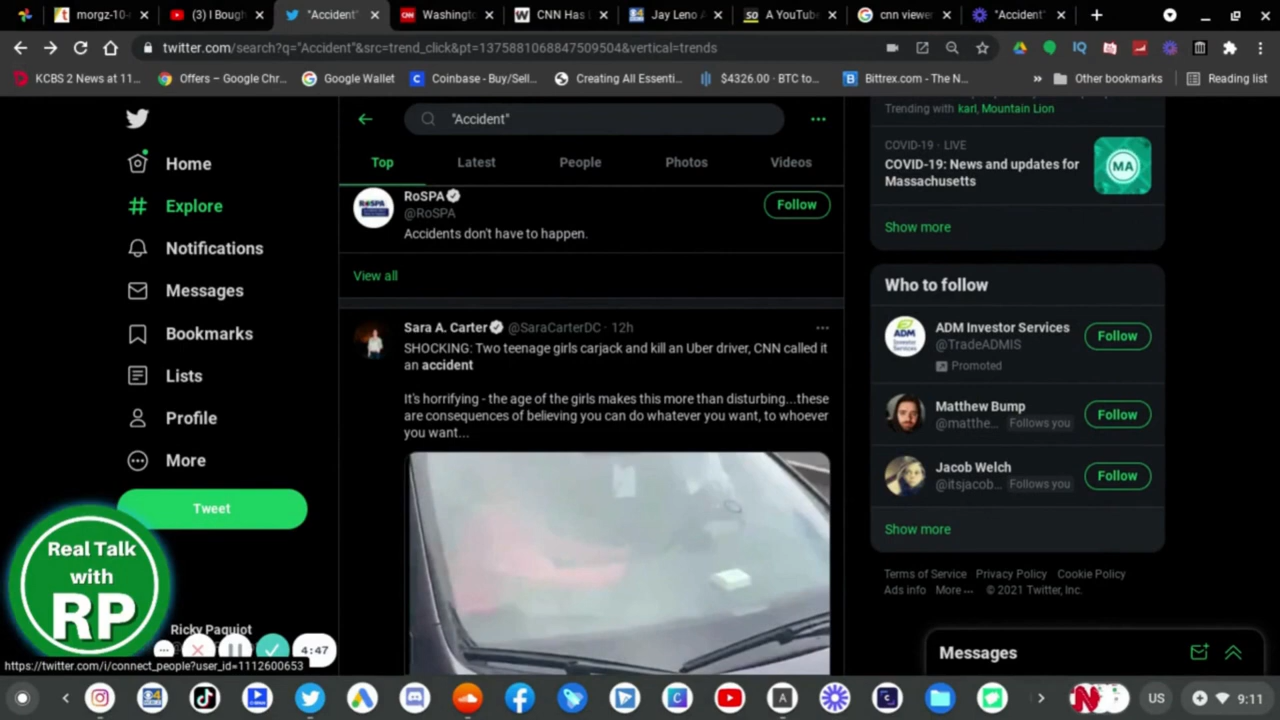 morgz-10-
(3) I Bough
"Accident"
Washingto
CNN Has L
Jay Leno A
A YouTube
cnn viewer
"Accident"
twitter.com/search?q="Accident"&src=trend_click&pt=1375881068847509504&vertical=trends
KCBS 2 News at 11...
Offers – Google Chr...
Google Wallet
Coinbase - Buy/Sell...
Creating All Essenti...
$4326.00 · BTC to...
Bittrex.com - The N...
Other bookmarks
Reading list
"Accident"
Top
Latest
People
Photos
Videos
Home
Explore
Notifications
Messages
Bookmarks
Lists
Profile
More
Tweet
RoSPA
@RoSPA
Accidents don't have to happen.
Follow
View all
Sara A. Carter @SaraCarterDC · 12h
SHOCKING: Two teenage girls carjack and kill an Uber driver, CNN called it
an accident
It's horrifying - the age of the girls makes this more than disturbing...these
are consequences of believing you can do whatever you want, to whoever
you want...
Trending with karl, Mountain Lion
COVID-19 · LIVE
COVID-19: News and updates for
Massachusetts
MA
Show more
Who to follow
ADM
ADM Investor Services
@TradeADMIS
Promoted
Follow
Matthew Bump
@matthe... Follows you
Follow
Jacob Welch
@itsjacob... Follows you
Follow
Show more
Terms of Service Privacy Policy Cookie Policy
Ads info More ··· © 2021 Twitter, Inc.
Messages
Real Talk
with
RP
Ricky Paquiot
4:47
https://twitter.com/i/connect_people?user_id=1112600653
US
9:11